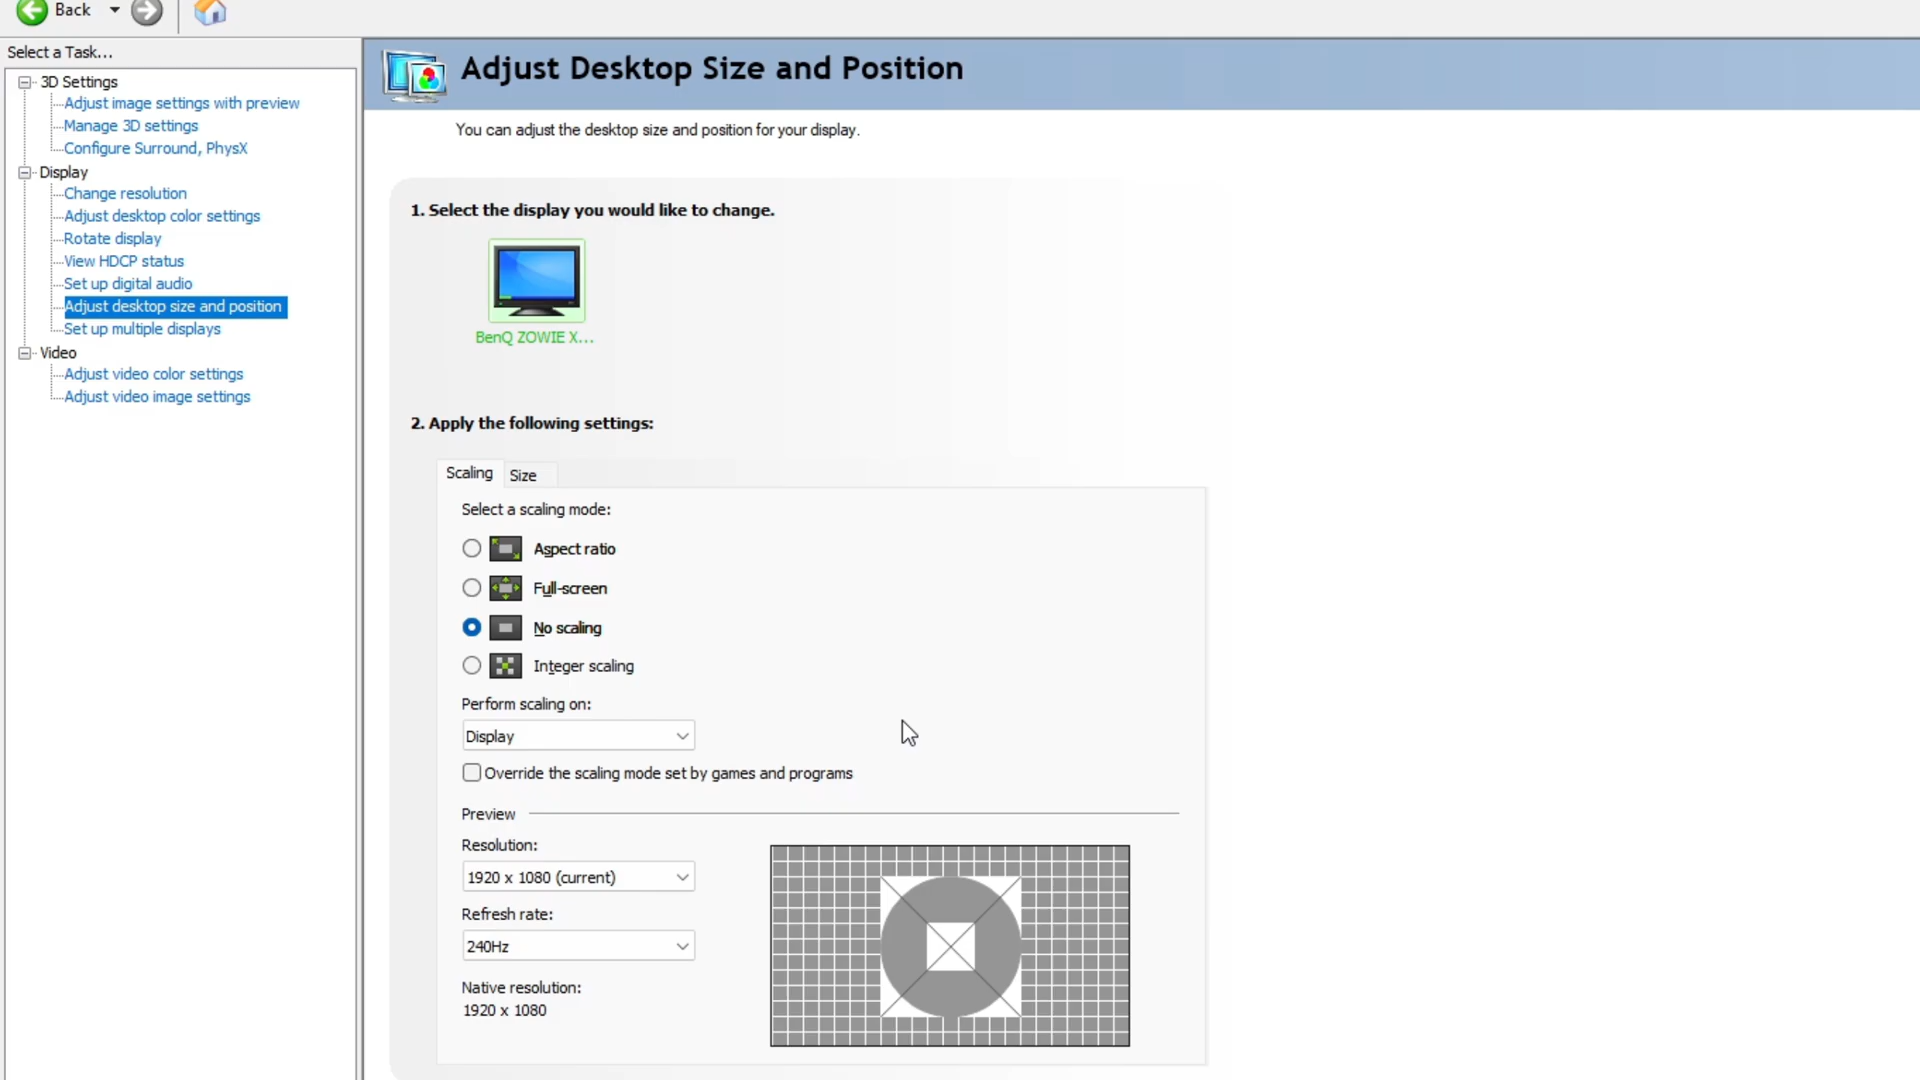 Back
Select a Task...
3D Settings
Adjust image settings with preview
Manage 3D settings
Configure Surround, PhysX
Display
Change resolution
Adjust desktop color settings
Rotate display
View HDCP status
Set up digital audio
Adjust desktop size and position
Set up multiple displays
Video
Adjust video color settings
Adjust video image settings
Adjust Desktop Size and Position
You can adjust the desktop size and position for your display.
1. Select the display you would like to change.
BenQ ZOWIE X...
2. Apply the following settings:
Scaling Size
Select a scaling mode:
Aspect ratio
Full-screen
No scaling
Integer scaling
Perform scaling on:
Display
Override the scaling mode set by games and programs
Preview
Resolution:
1920 x 1080 (current)
Refresh rate:
240Hz
Native resolution:
1920 x 1080